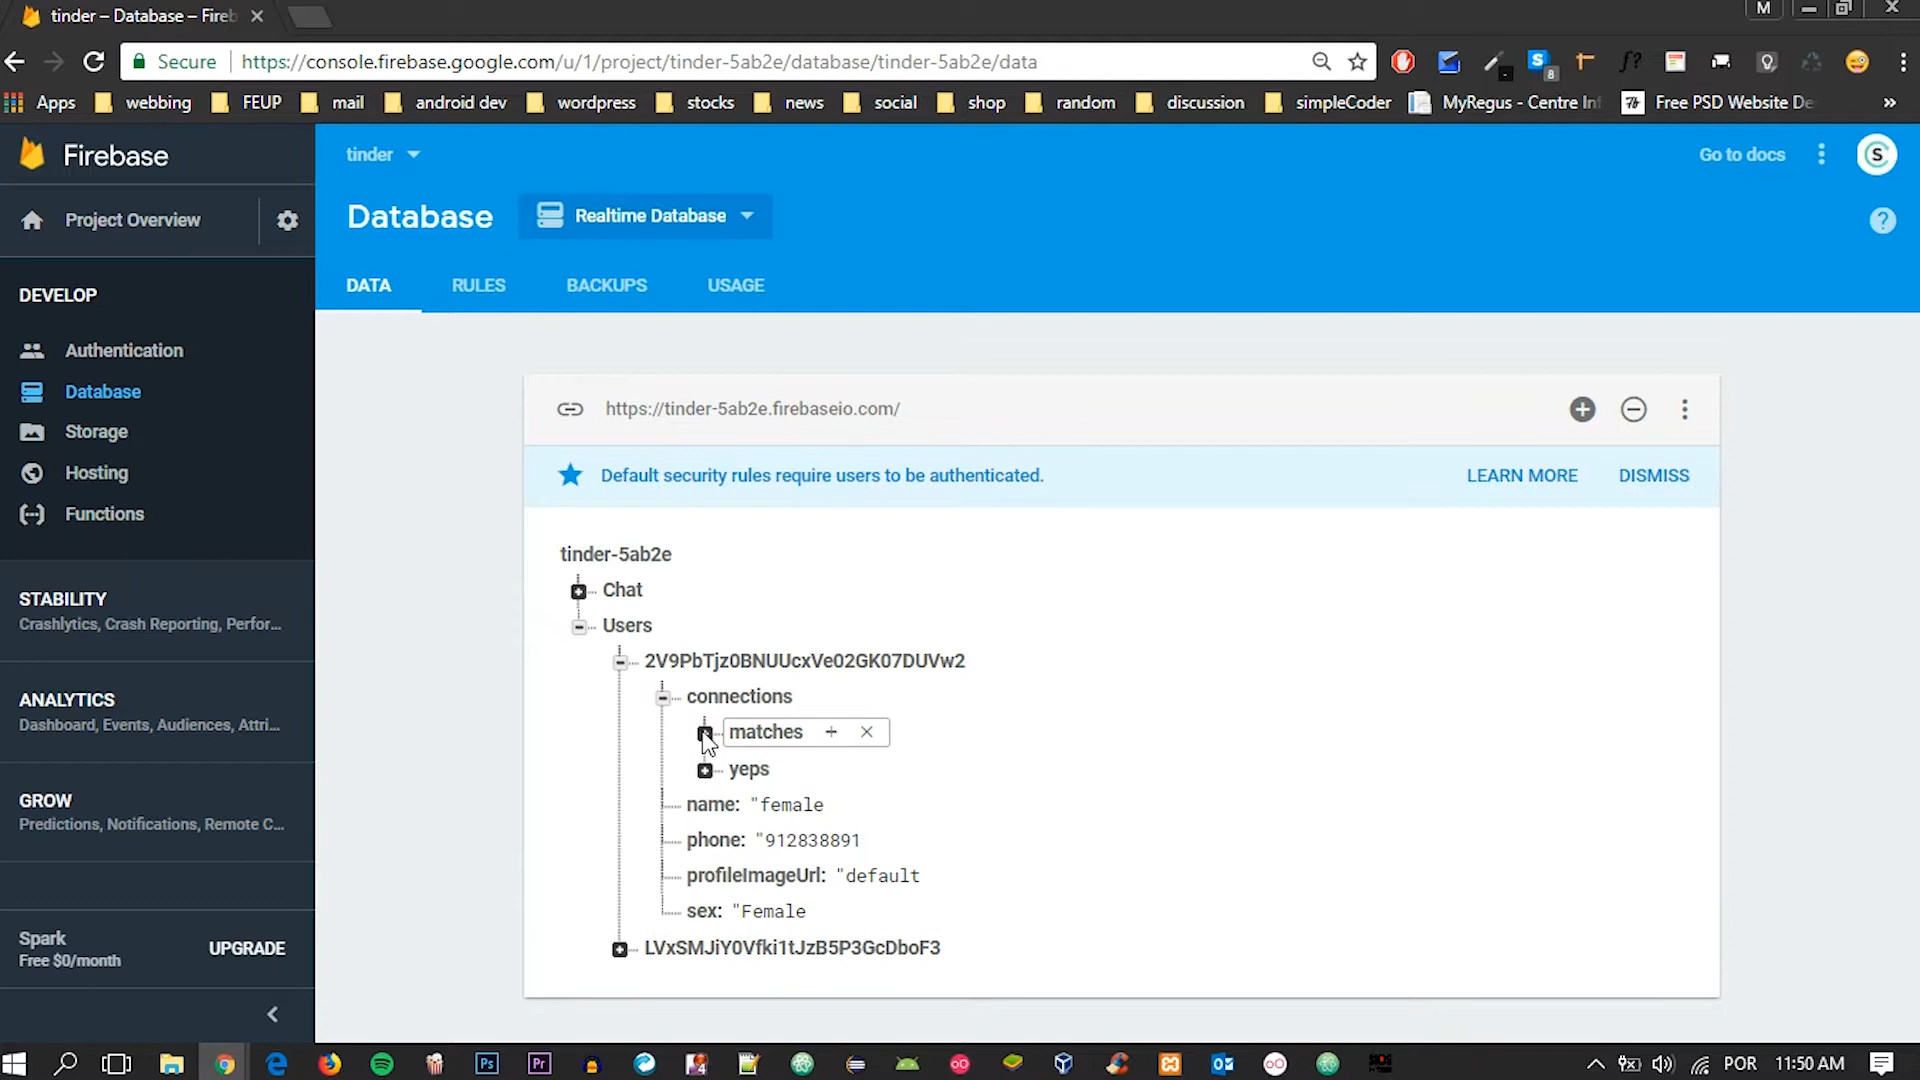 tinder – Database – Fireb
M
Secure
https://console.firebase.google.com/u/1/project/tinder-5ab2e/database/tinder-5ab2e/data
Apps webbing FEUP mail android dev wordpress stocks news social shop random discussion simpleCoder MyRegus - Centre Inf Free PSD Website De »
Firebase
tinder
Go to docs
Project Overview
Database
Realtime Database
DATA RULES BACKUPS USAGE
DEVELOP
Authentication
Database
Storage
Hosting
Functions
STABILITY
Crashlytics, Crash Reporting, Perfor...
ANALYTICS
Dashboard, Events, Audiences, Attri...
GROW
Predictions, Notifications, Remote C...
Spark
Free $0/month
UPGRADE
https://tinder-5ab2e.firebaseio.com/
Default security rules require users to be authenticated.
LEARN MORE DISMISS
tinder-5ab2e
Chat
Users
2V9PbTjz0BNUUcxVe02GK07DUVw2
connections
matches
yeps
name: "female
phone: "912838891
profileImageUrl: "default
sex: "Female
LVxSMJiY0Vfki1tJzB5P3GcDboF3
POR 11:50 AM